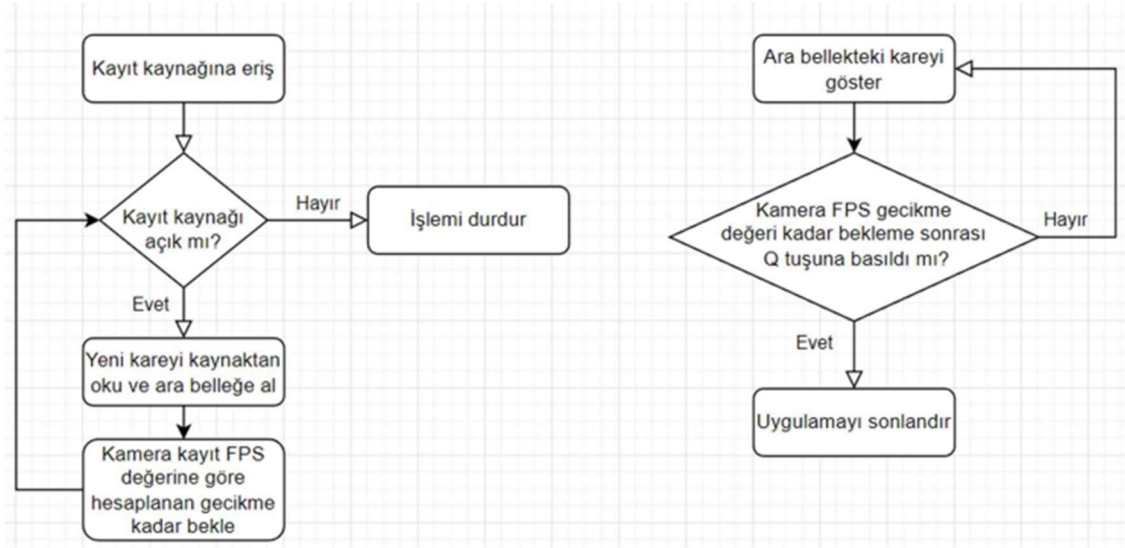 Kayıt kaynağına eriş
Kayıt kaynağı
açık mı?
Hayır
İşlemi durdur
Evet
Yeni kareyi kaynaktan
oku ve ara belleğe al
Kamera kayıt FPS
değerine göre
hesaplanan gecikme
kadar bekle
Ara bellekteki kareyi
göster
Kamera FPS gecikme
değeri kadar bekleme sonrası
Q tuşuna basıldı mı?
Hayır
Evet
Uygulamayı sonlandır